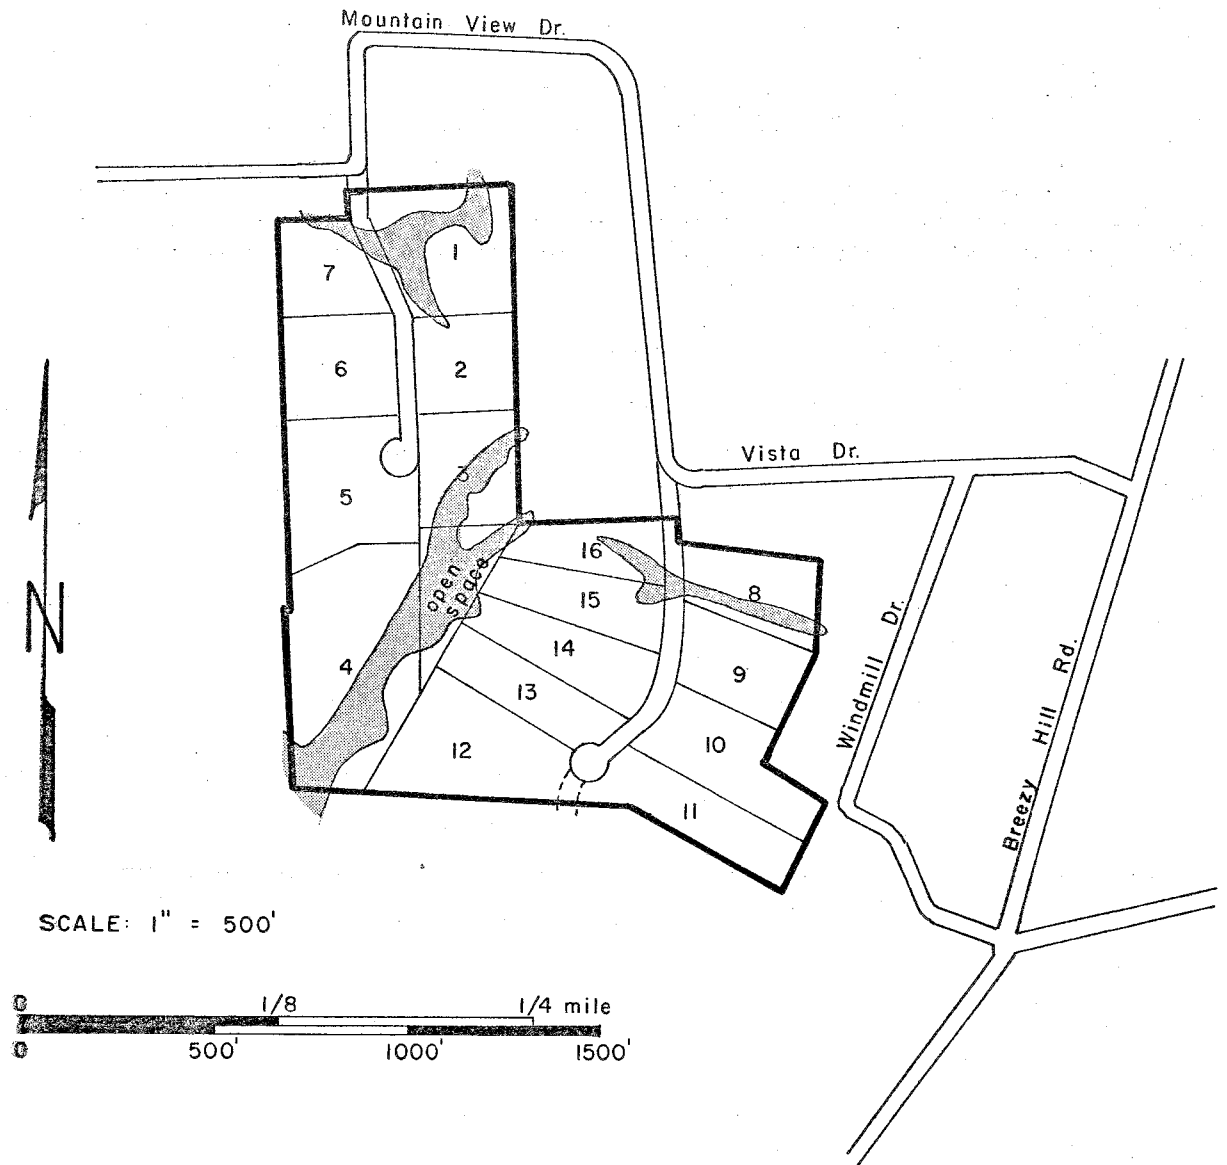 Mountain View Dr.
1
7
6
2
Vista Dr.
3
5
16
open space
8
15
14
4
9
13
Windmill Dr.
Breezy Hill Rd.
12
10
11
N
SCALE: 1" = 500'
0 1/8 1/4 mile
0 500' 1000' 1500'